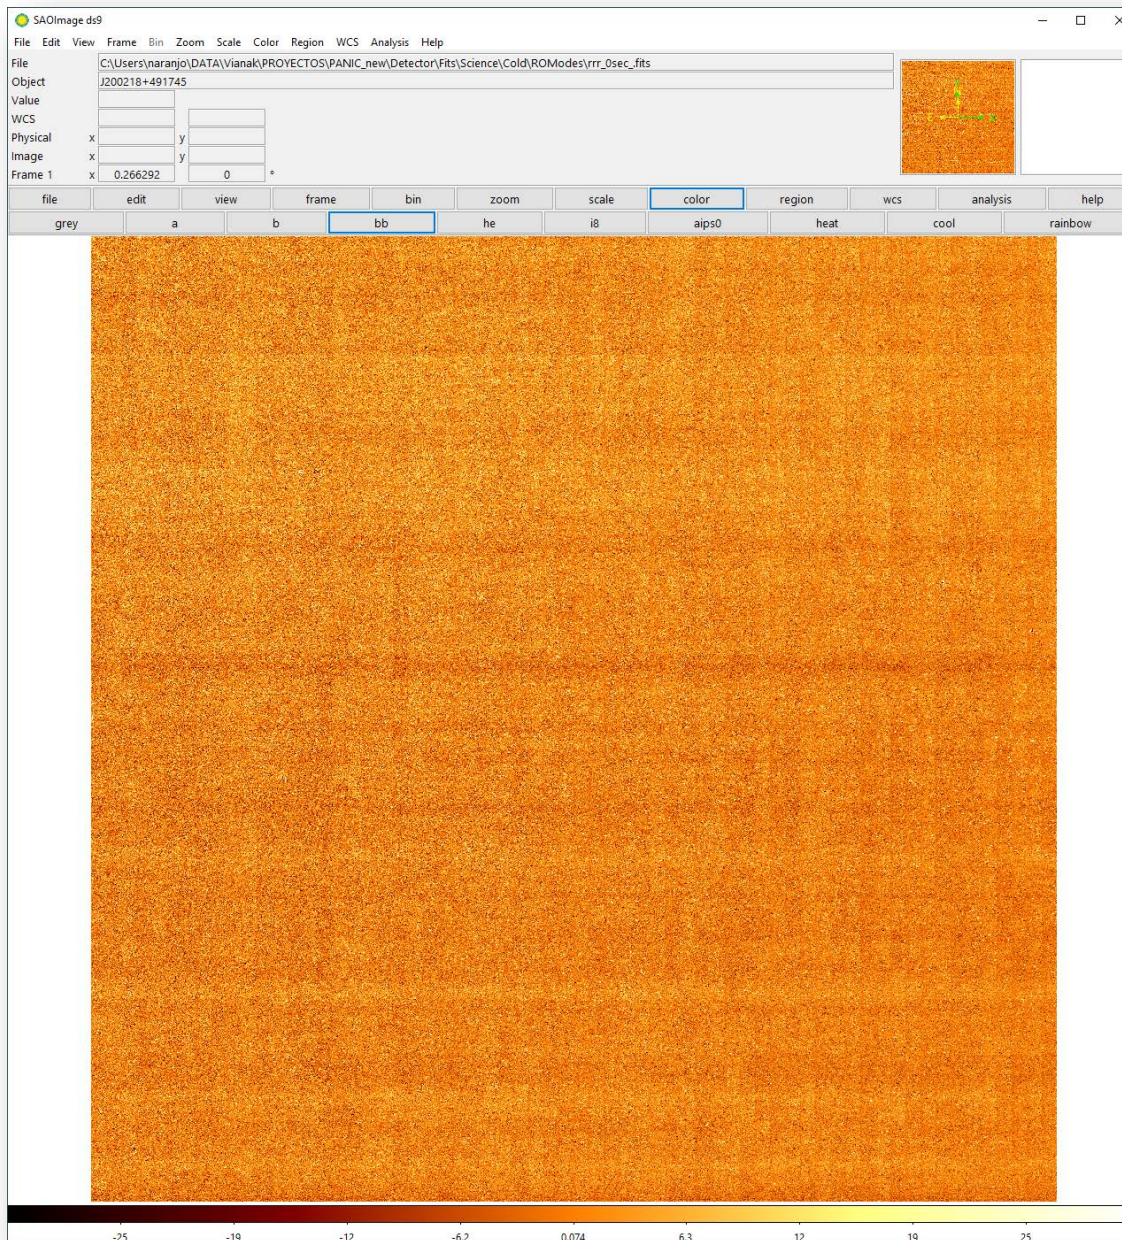 SAOImage ds9
File Edit View Frame Bin Zoom Scale Color Region WCS Analysis Help
File C:\Users\naranjo\DATA\Vianak\PROYECTOS\PANIC_new\Detector\Fits\Science\Cold\ROModes\rrr_0sec_.fits
Object J200218+491745
Value
WCS
Physical x y
Image x y
Frame 1 x 0.266292 0 °
file edit view frame bin zoom scale color region wcs analysis help
grey a b bb he i8 aips0 heat cool rainbow
-25 -19 -12 -6.2 0.074 6.3 12 19 25